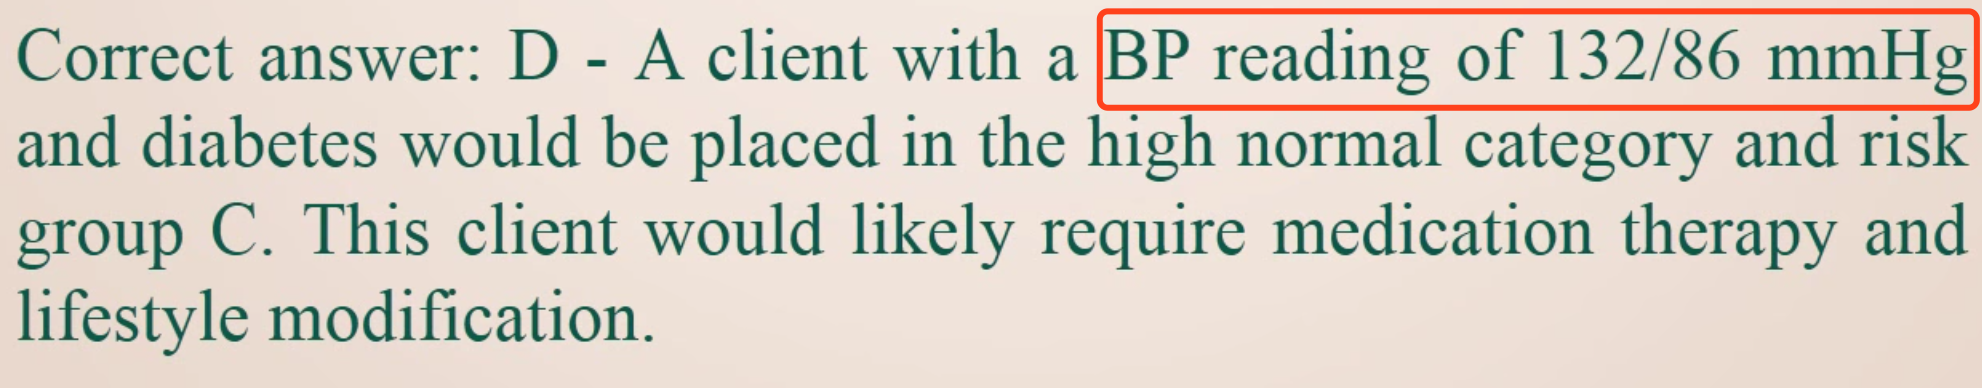 Correct answer: D - A client with a BP reading of 132/86 mmHg
and diabetes would be placed in the high normal category and risk
group C. This client would likely require medication therapy and
lifestyle modification.